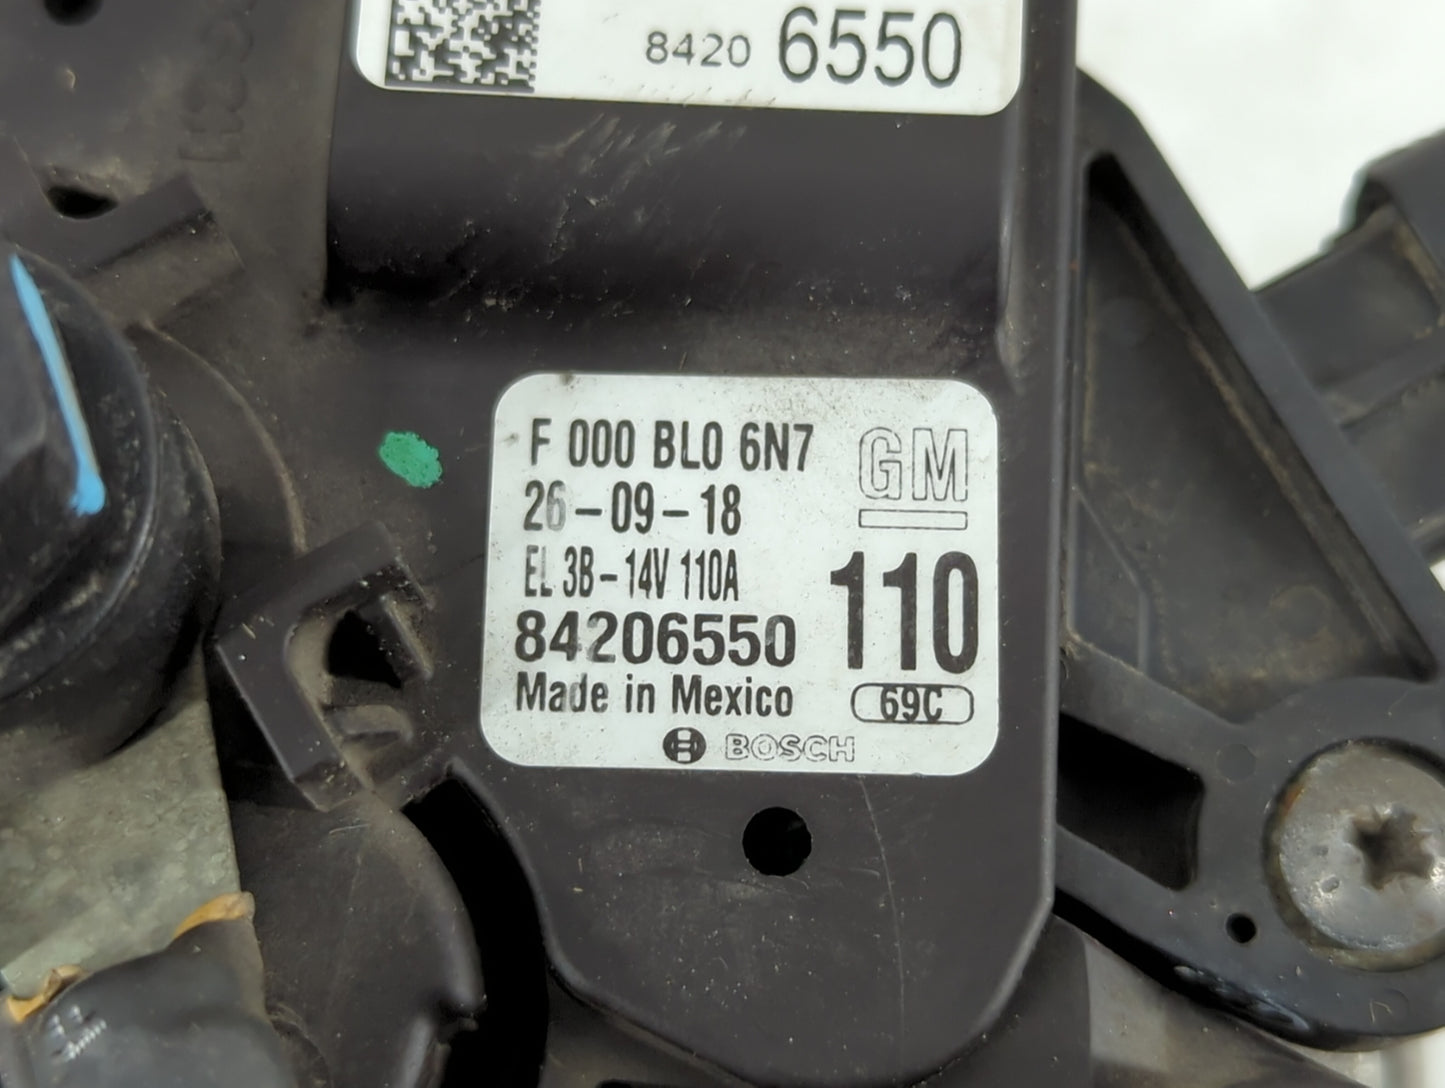 8420 6550
F 000 BL0 6N7
GM
26-09-18
EL 3B-14V 110A
110
84206550
Made in Mexico
69C
BOSCH